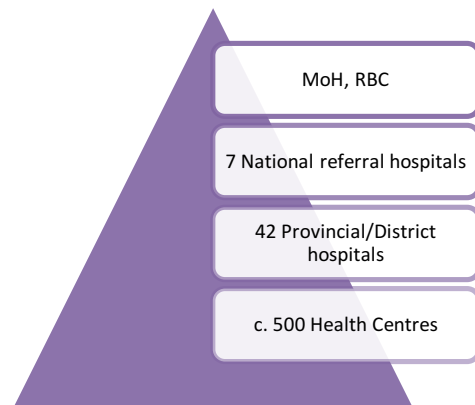 MoH, RBC
7 National referral hospitals
42 Provincial/District
hospitals
c. 500 Health Centres